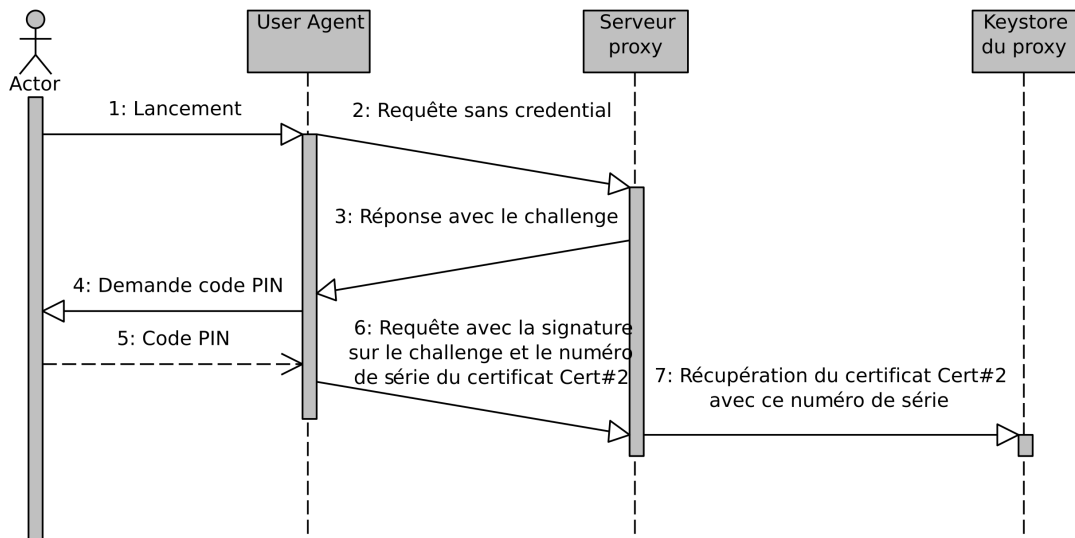 User Agent
Serveur
proxy
Keystore
du proxy
Actor
1: Lancement
2: Requête sans credential
3: Réponse avec le challenge
4: Demande code PIN
5: Code PIN
6: Requête avec la signature
sur le challenge et le numéro
de série du certificat Cert#2
7: Récupération du certificat Cert#2
avec ce numéro de série